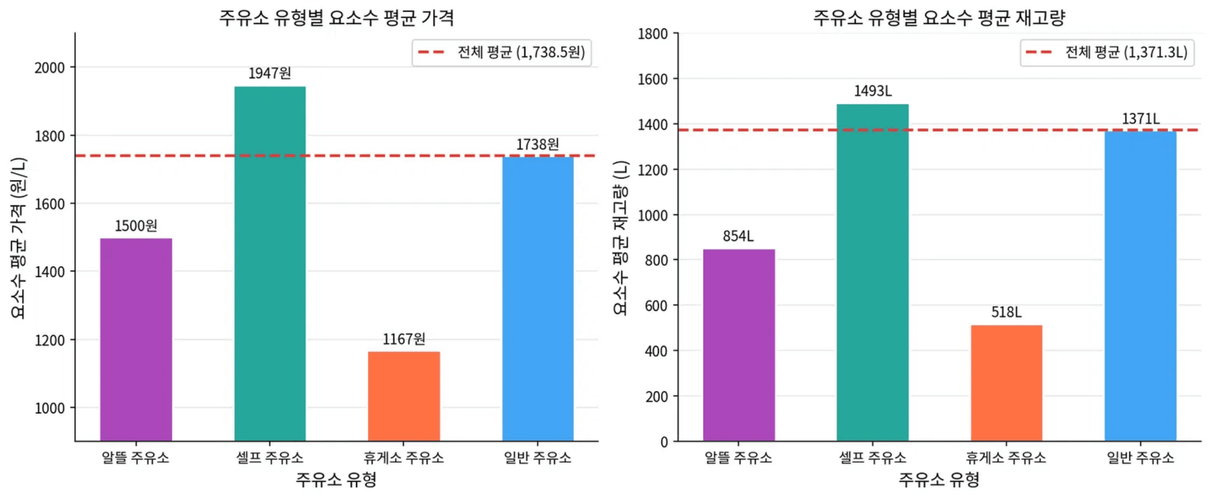 주유소 유형별 요소수 평균 가격
전체 평균 (1,738.5원)
요소수 평균 가격 (원/L)
2000
1800
1600
1400
1200
1000
1500원
1947원
1167원
1738원
알뜰 주유소
셀프 주유소
휴게소 주유소
일반 주유소
주유소 유형
주유소 유형별 요소수 평균 재고량
전체 평균 (1,371.3L)
요소수 평균 재고량 (L)
1800
1600
1400
1200
1000
800
600
400
200
0
854L
1493L
518L
1371L
알뜰 주유소
셀프 주유소
휴게소 주유소
일반 주유소
주유소 유형